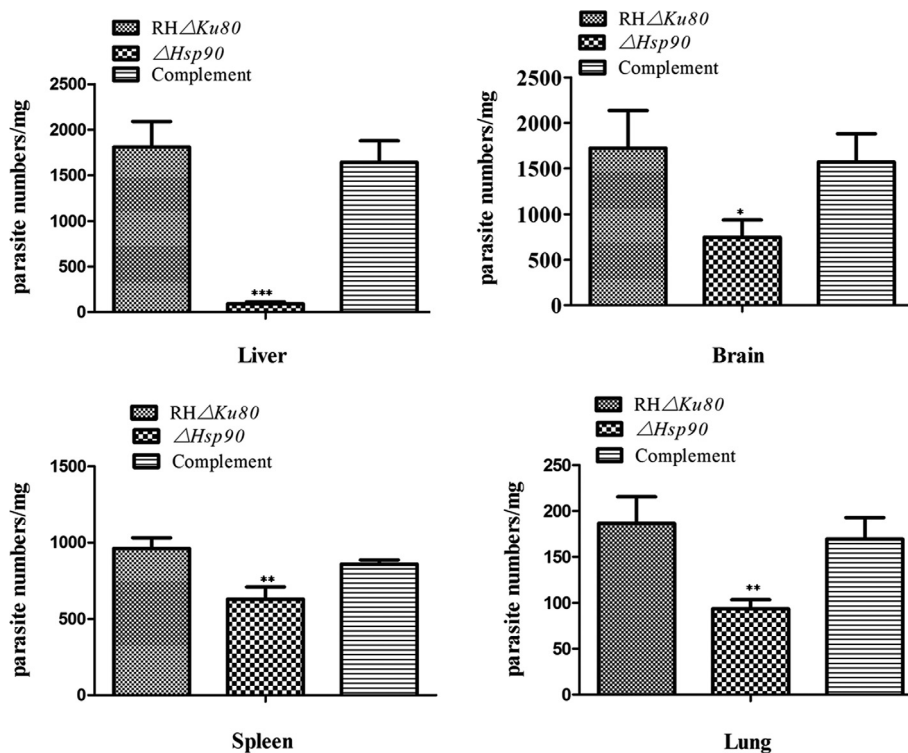 RH△Ku80
△Hsp90
Complement
parasite numbers/mg
2500
2000
1500
1000
500
0
***
Liver
RH△Ku80
△Hsp90
Complement
parasite numbers/mg
2500
2000
1500
1000
500
0
*
Brain
RH△Ku80
△Hsp90
Complement
parasite numbers/mg
1500
1000
500
0
**
Spleen
RH△Ku80
△Hsp90
Complement
parasite numbers/mg
250
200
150
100
50
0
**
Lung